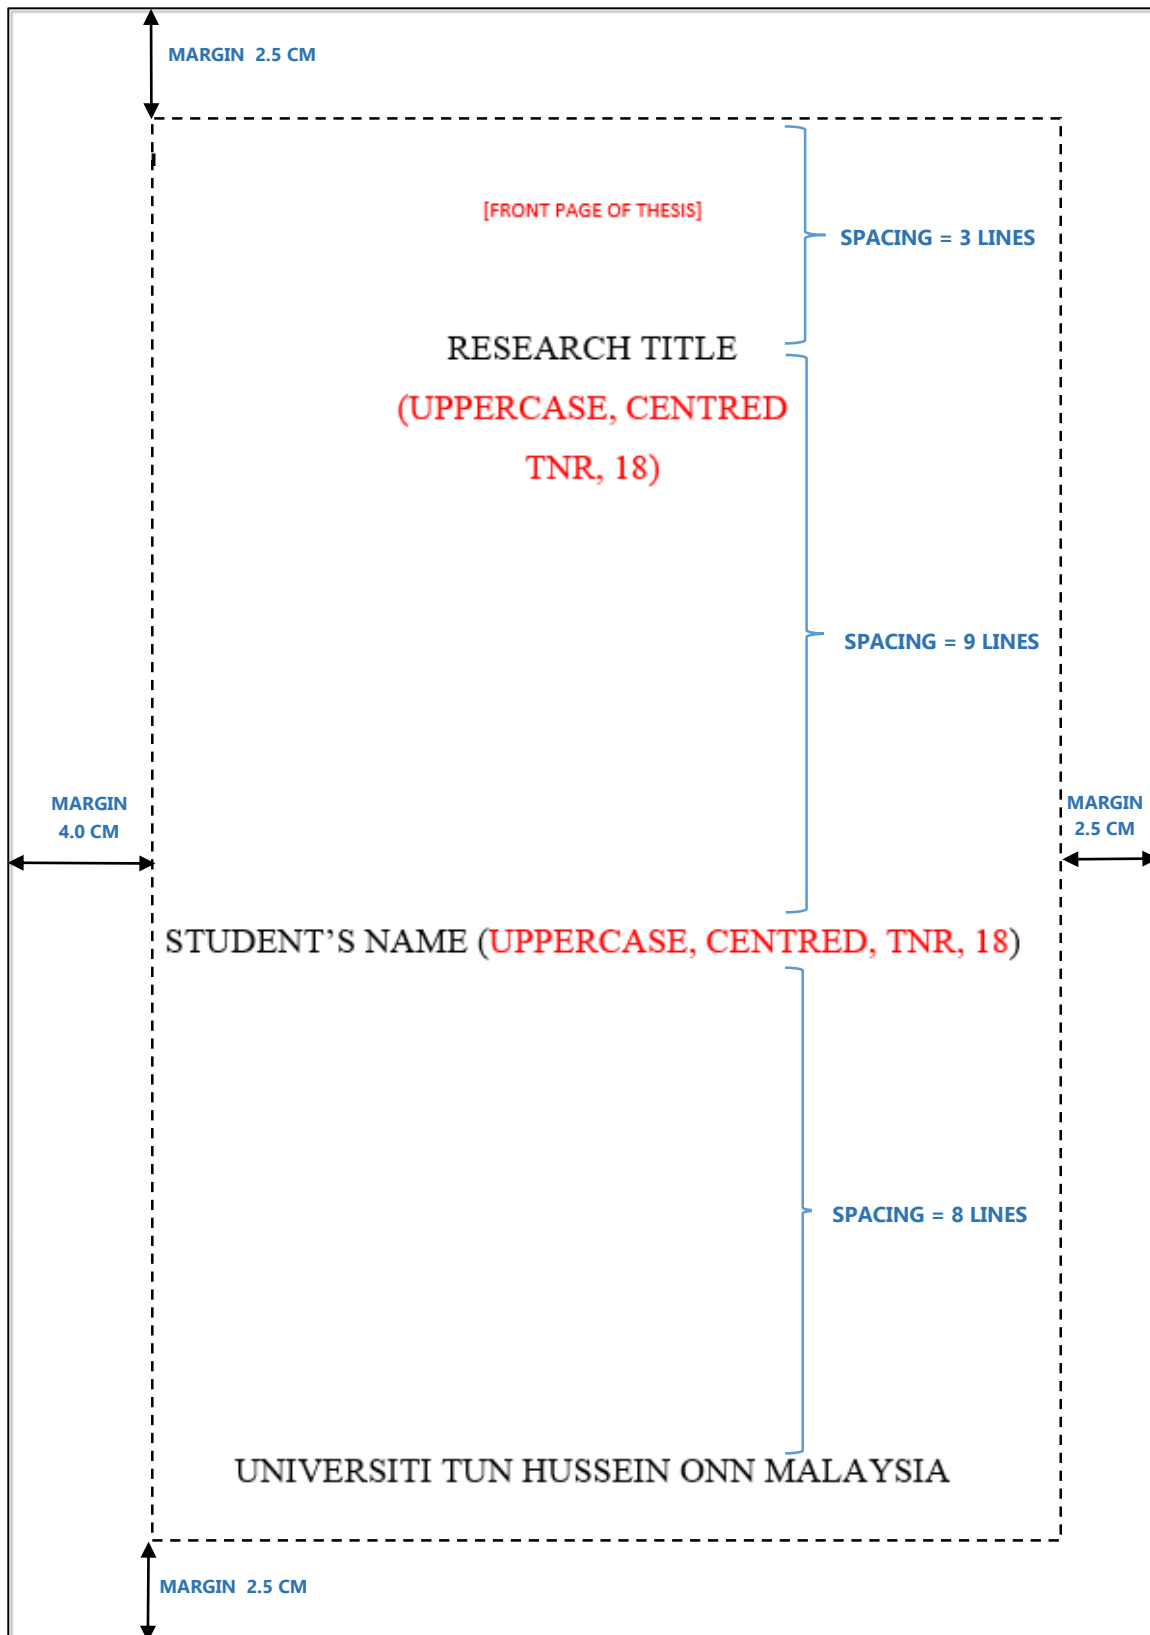 MARGIN  2.5 CM
[FRONT PAGE OF THESIS]
SPACING = 3 LINES
RESEARCH TITLE
(UPPERCASE, CENTRED
TNR, 18)
SPACING = 9 LINES
MARGIN
4.0 CM
MARGIN
2.5 CM
STUDENT’S NAME (UPPERCASE, CENTRED, TNR, 18)
SPACING = 8 LINES
UNIVERSITI TUN HUSSEIN ONN MALAYSIA
MARGIN  2.5 CM